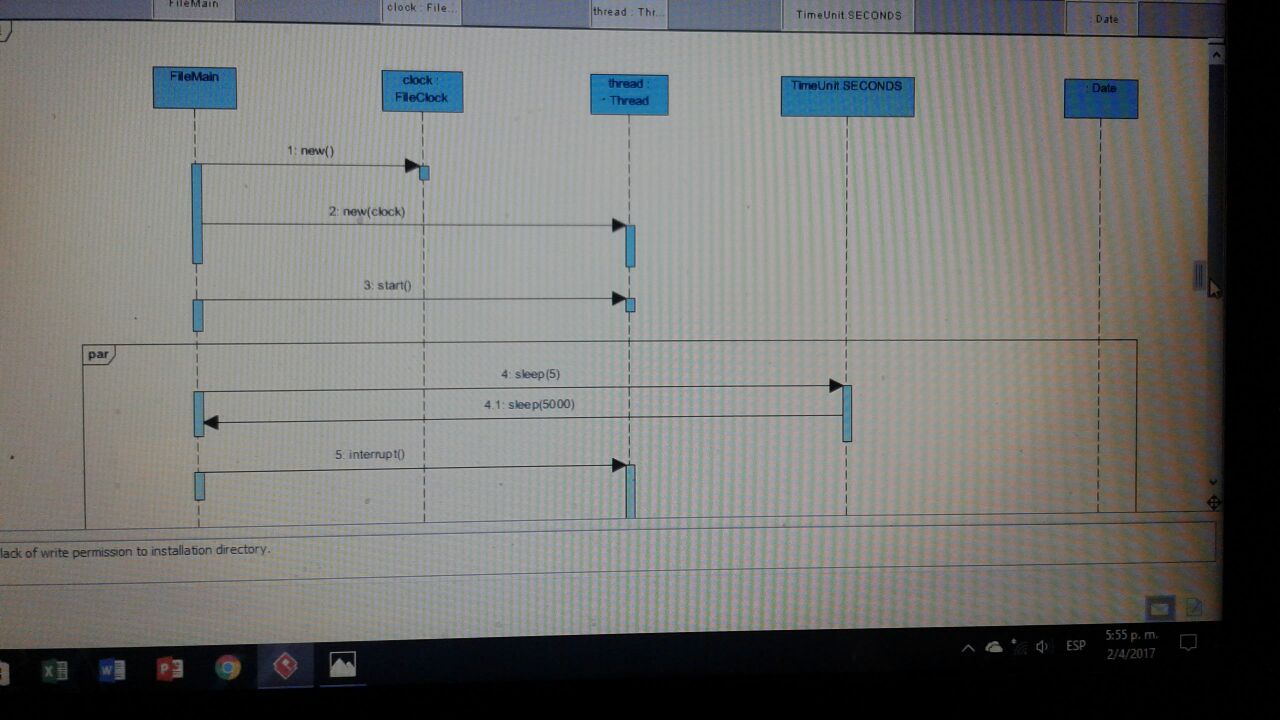 FileMain
clock : File...
thread : Thr...
TimeUnit.SECONDS
: Date
FileMain
clock :
FileClock
thread :
Thread
TimeUnit.SECONDS
: Date
1: new()
2: new(clock)
3: start()
par
4: sleep(5)
4.1: sleep(5000)
5: interrupt()
lack of write permission to installation directory.
ESP
5:55 p. m.
2/4/2017